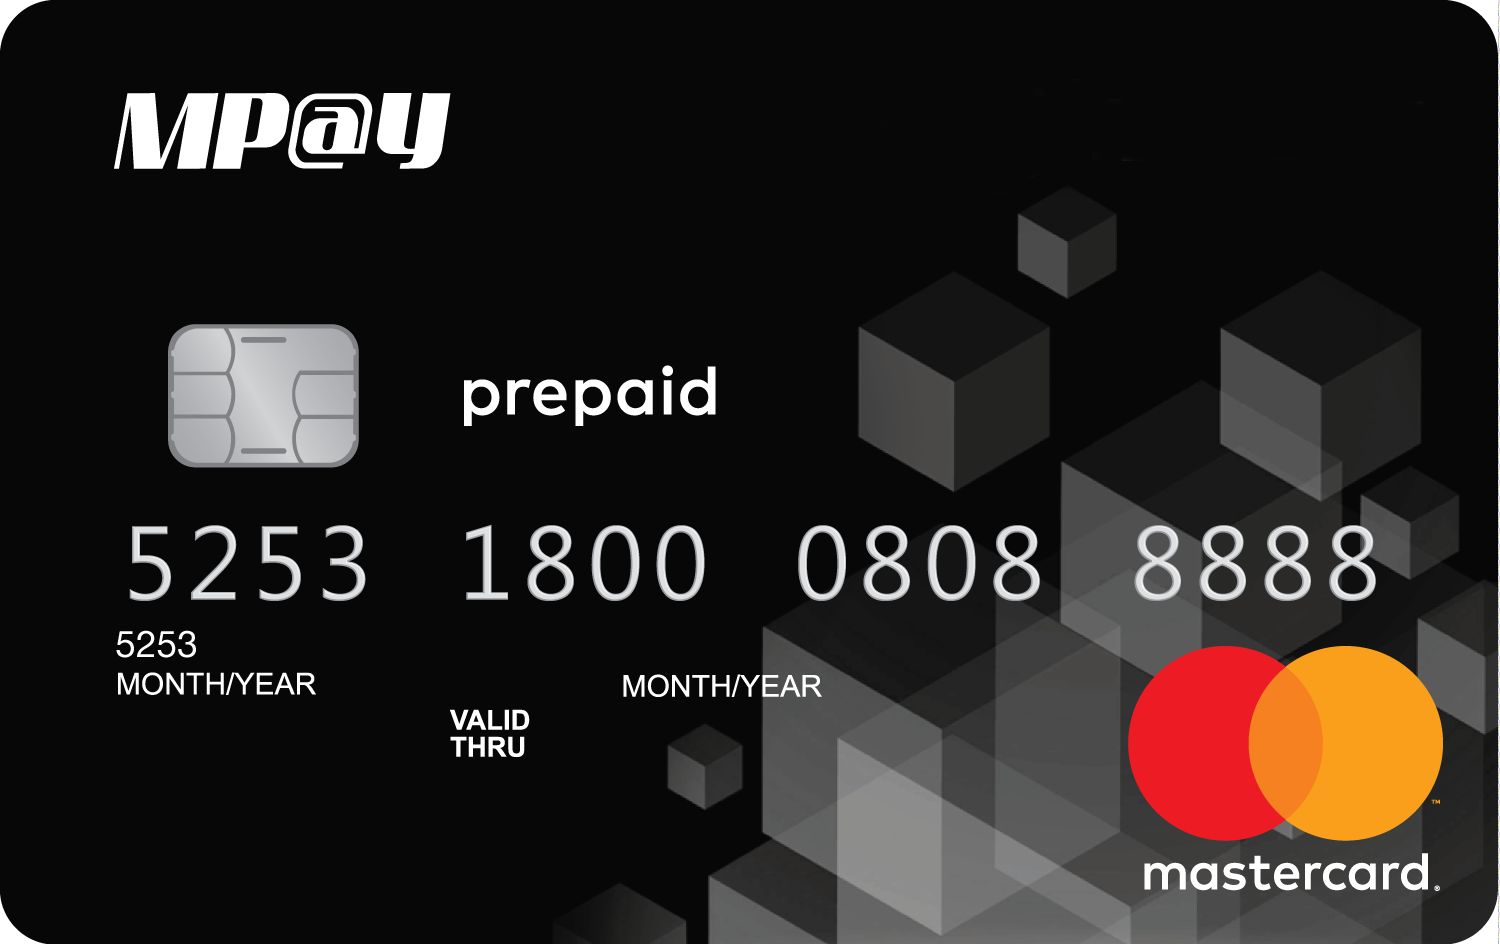 MP@y
prepaid
5253 1800 0808 8888
5253
MONTH/YEAR MONTH/YEAR
VALID
THRU
mastercard.